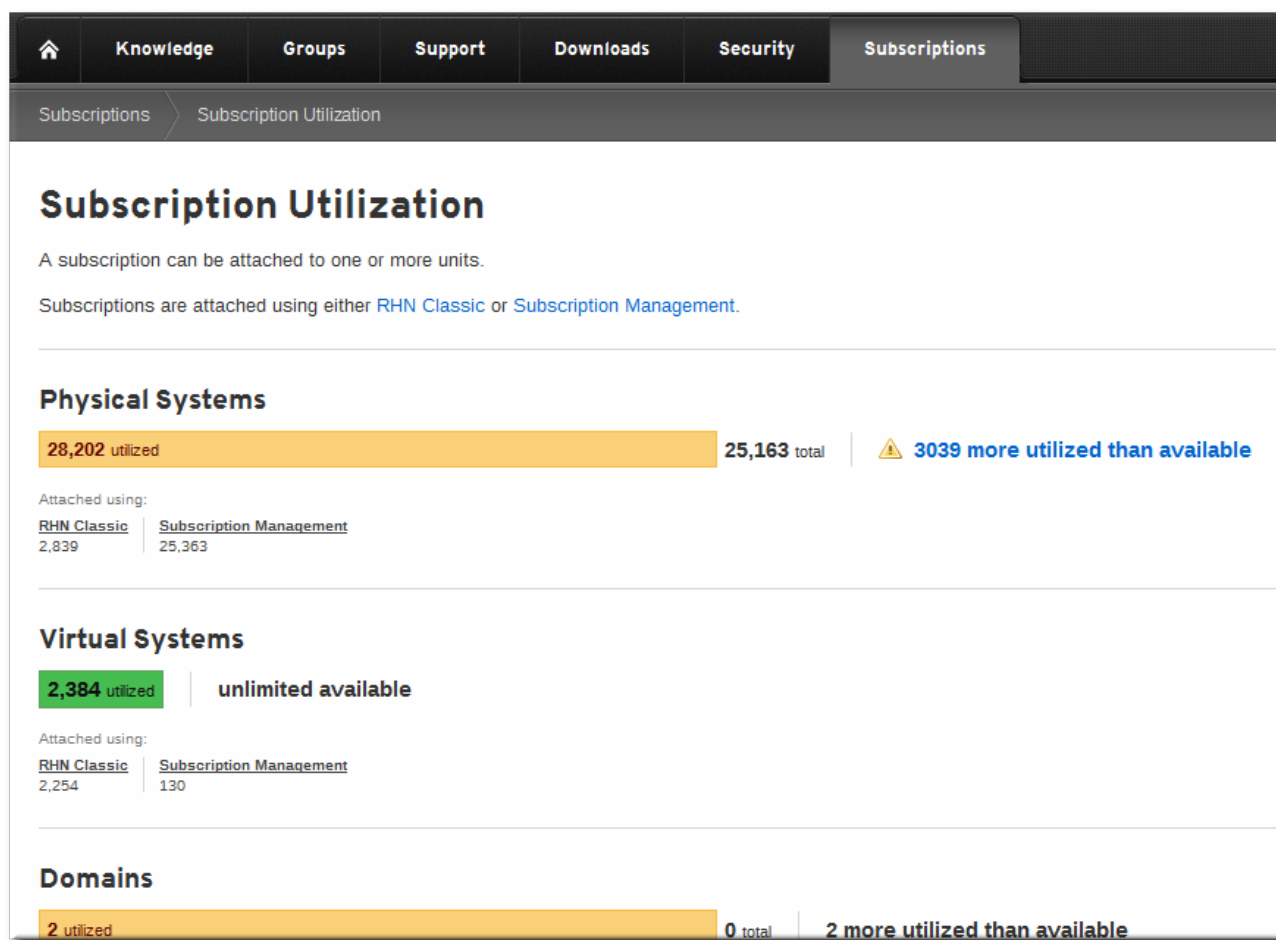 Knowledge Groups Support Downloads Security Subscriptions
Subscriptions Subscription Utilization
Subscription Utilization
A subscription can be attached to one or more units.
Subscriptions are attached using either RHN Classic or Subscription Management.
Physical Systems
28,202 utilized 25,163 total 3039 more utilized than available
Attached using:
RHN Classic Subscription Management
2,839 25,363
Virtual Systems
2,384 utilized unlimited available
Attached using:
RHN Classic Subscription Management
2,254 130
Domains
2 utilized 0 total 2 more utilized than available